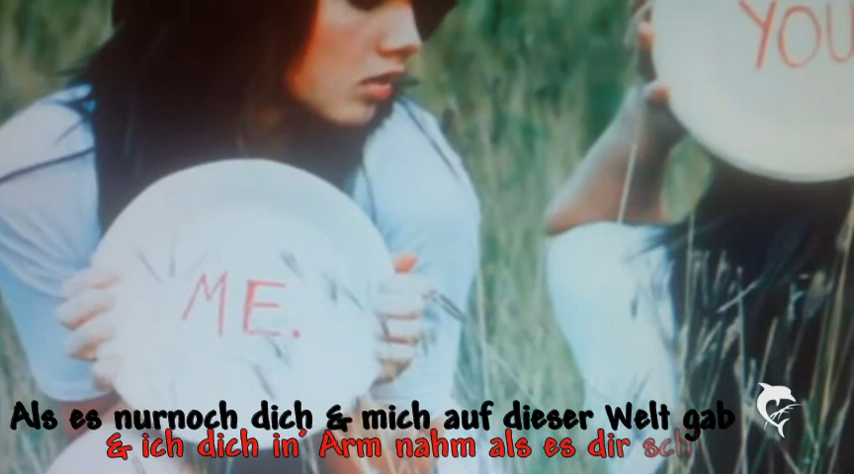 YOU
ME.
Als es nurnoch dich & mich auf dieser Welt gab
& ich dich in' Arm nahm als es dir